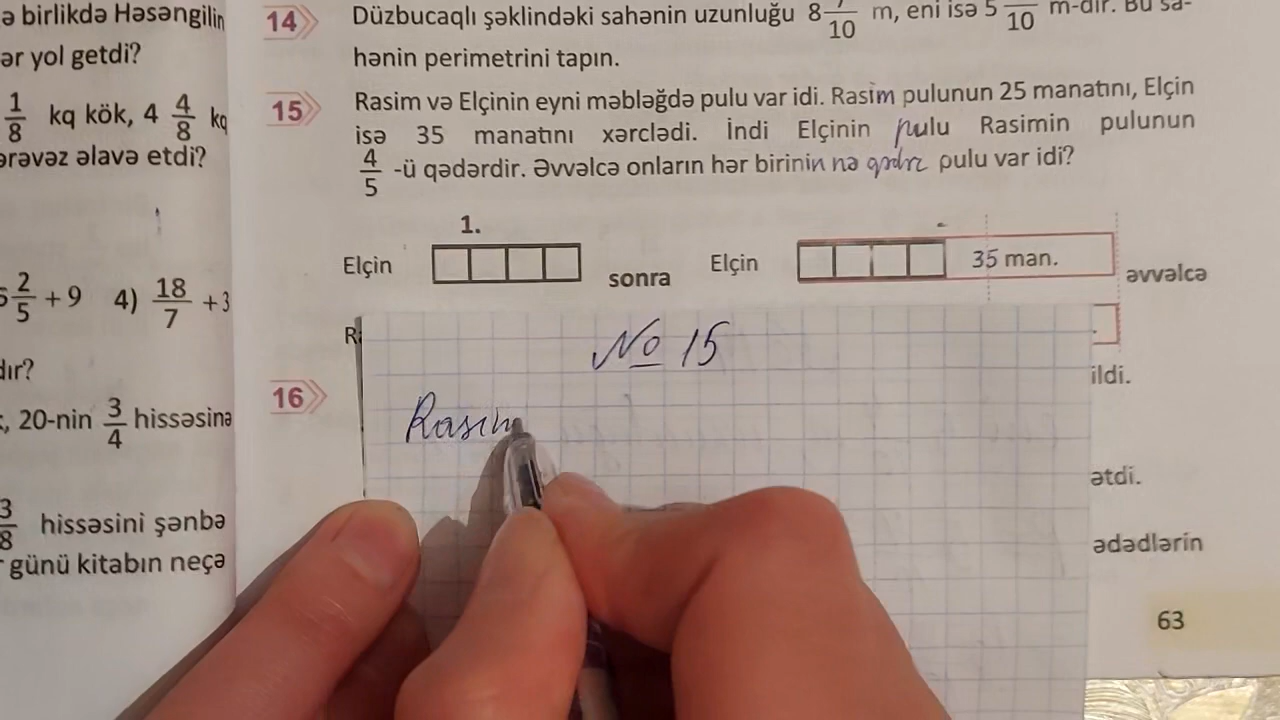 ə birlikdə Həsəngilin
ər yol getdi?
1/8 kq kök, 4 4/8 kq
ərəvəz əlavə etdi?
5 2/5 + 9 4) 18/7 + 3
dır?
, 20-nin 3/4 hissəsinə
3/8 hissəsini şənbə
günü kitabın neçə
14 Düzbucaqlı şəklindəki sahənin uzunluğu 8 /10 m, eni isə 5 /10 m-dir. Bu sa-
hənin perimetrini tapın.
15 Rasim və Elçinin eyni məbləğdə pulu var idi. Rasim pulunun 25 manatını, Elçin
isə 35 manatını xərclədi. İndi Elçinin pulu Rasimin pulunun
4/5 -ü qədərdir. Əvvəlcə onların hər birinin nə qədər pulu var idi?
1.
Elçin sonra Elçin 35 man. əvvəlcə
№ 15
ildi.
16 Rasim
ətdi.
ədədlərin
63